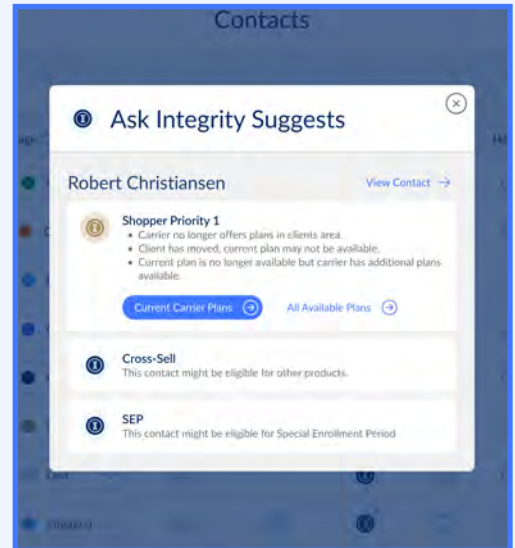 Contacts
Ask Integrity Suggests
Robert Christiansen
View Contact →
Shopper Priority 1
• Carrier no longer offers plans in clients area.
• Client has moved, current plan may not be available.
• Current plan is no longer available but carrier has additional plans
available.
Current Carrier Plans
All Available Plans
Cross-Sell
This contact might be eligible for other products.
SEP
This contact might be eligible for Special Enrollment Period